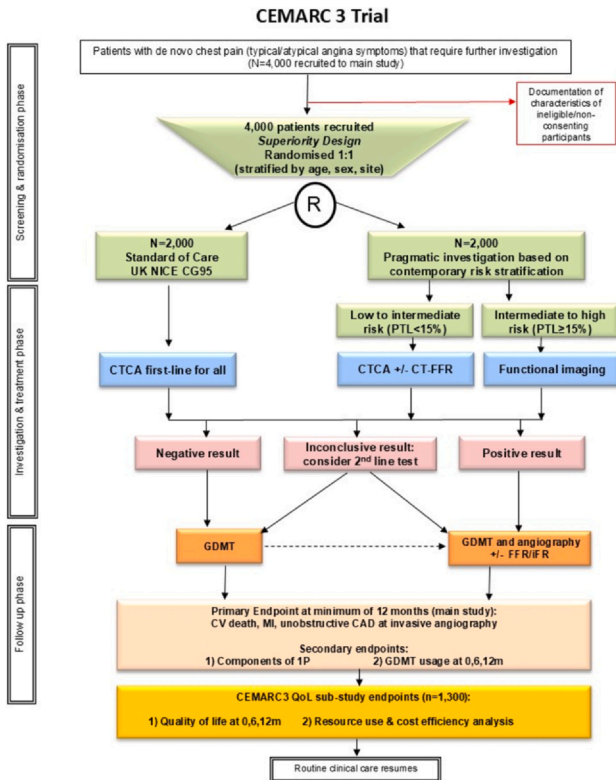 CEMARC 3 Trial
Patients with de novo chest pain (typical/atypical angina symptoms) that require further investigation
(N=4,000 recruited to main study)
Documentation of
characteristics of
ineligible/non-
consenting
participants
4,000 patients recruited
Superiority Design
Randomised 1:1
(stratified by age, sex, site)
Screening & randomisation phase
R
N=2,000
Standard of Care
UK NICE CG95
N=2,000
Pragmatic investigation based on
contemporary risk stratification
Low to intermediate
risk (PTL<15%)
Intermediate to high
risk (PTL≥15%)
Investigation & treatment phase
CTCA first-line for all
CTCA +/- CT-FFR
Functional imaging
Negative result
Inconclusive result:
consider 2nd line test
Positive result
GDMT
GDMT and angiography
+/- FFR/iFR
Follow up phase
Primary Endpoint at minimum of 12 months (main study):
CV death, MI, unobstructive CAD at invasive angiography
Secondary endpoints:
1) Components of 1P 2) GDMT usage at 0,6,12m
CEMARC3 QoL sub-study endpoints (n=1,300):
1) Quality of life at 0,6,12m 2) Resource use & cost efficiency analysis
Routine clinical care resumes